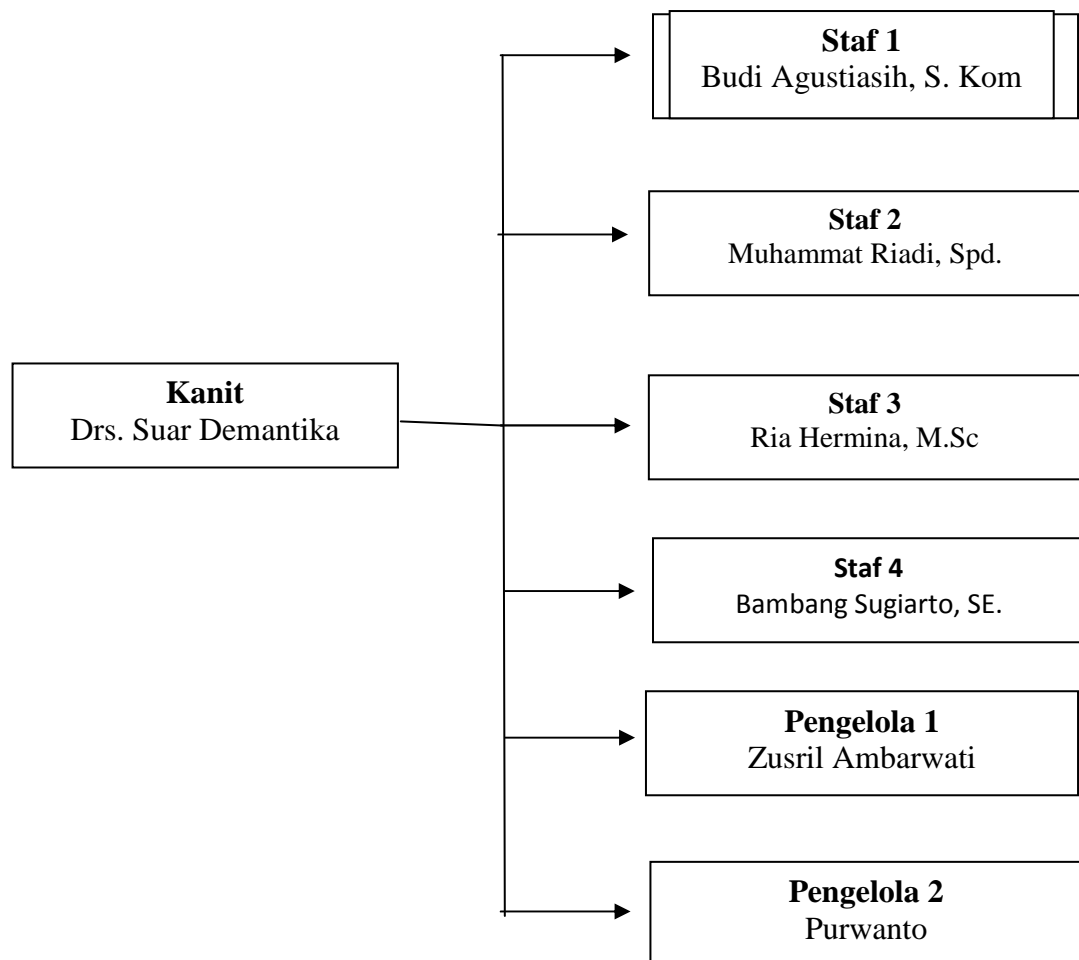 Staf 1
Budi Agustiasih, S. Kom
Staf 2
Muhammat Riadi, Spd.
Kanit
Drs. Suar Demantika
Staf 3
Ria Hermina, M.Sc
Staf 4
Bambang Sugiarto, SE.
Pengelola 1
Zusril Ambarwati
Pengelola 2
Purwanto